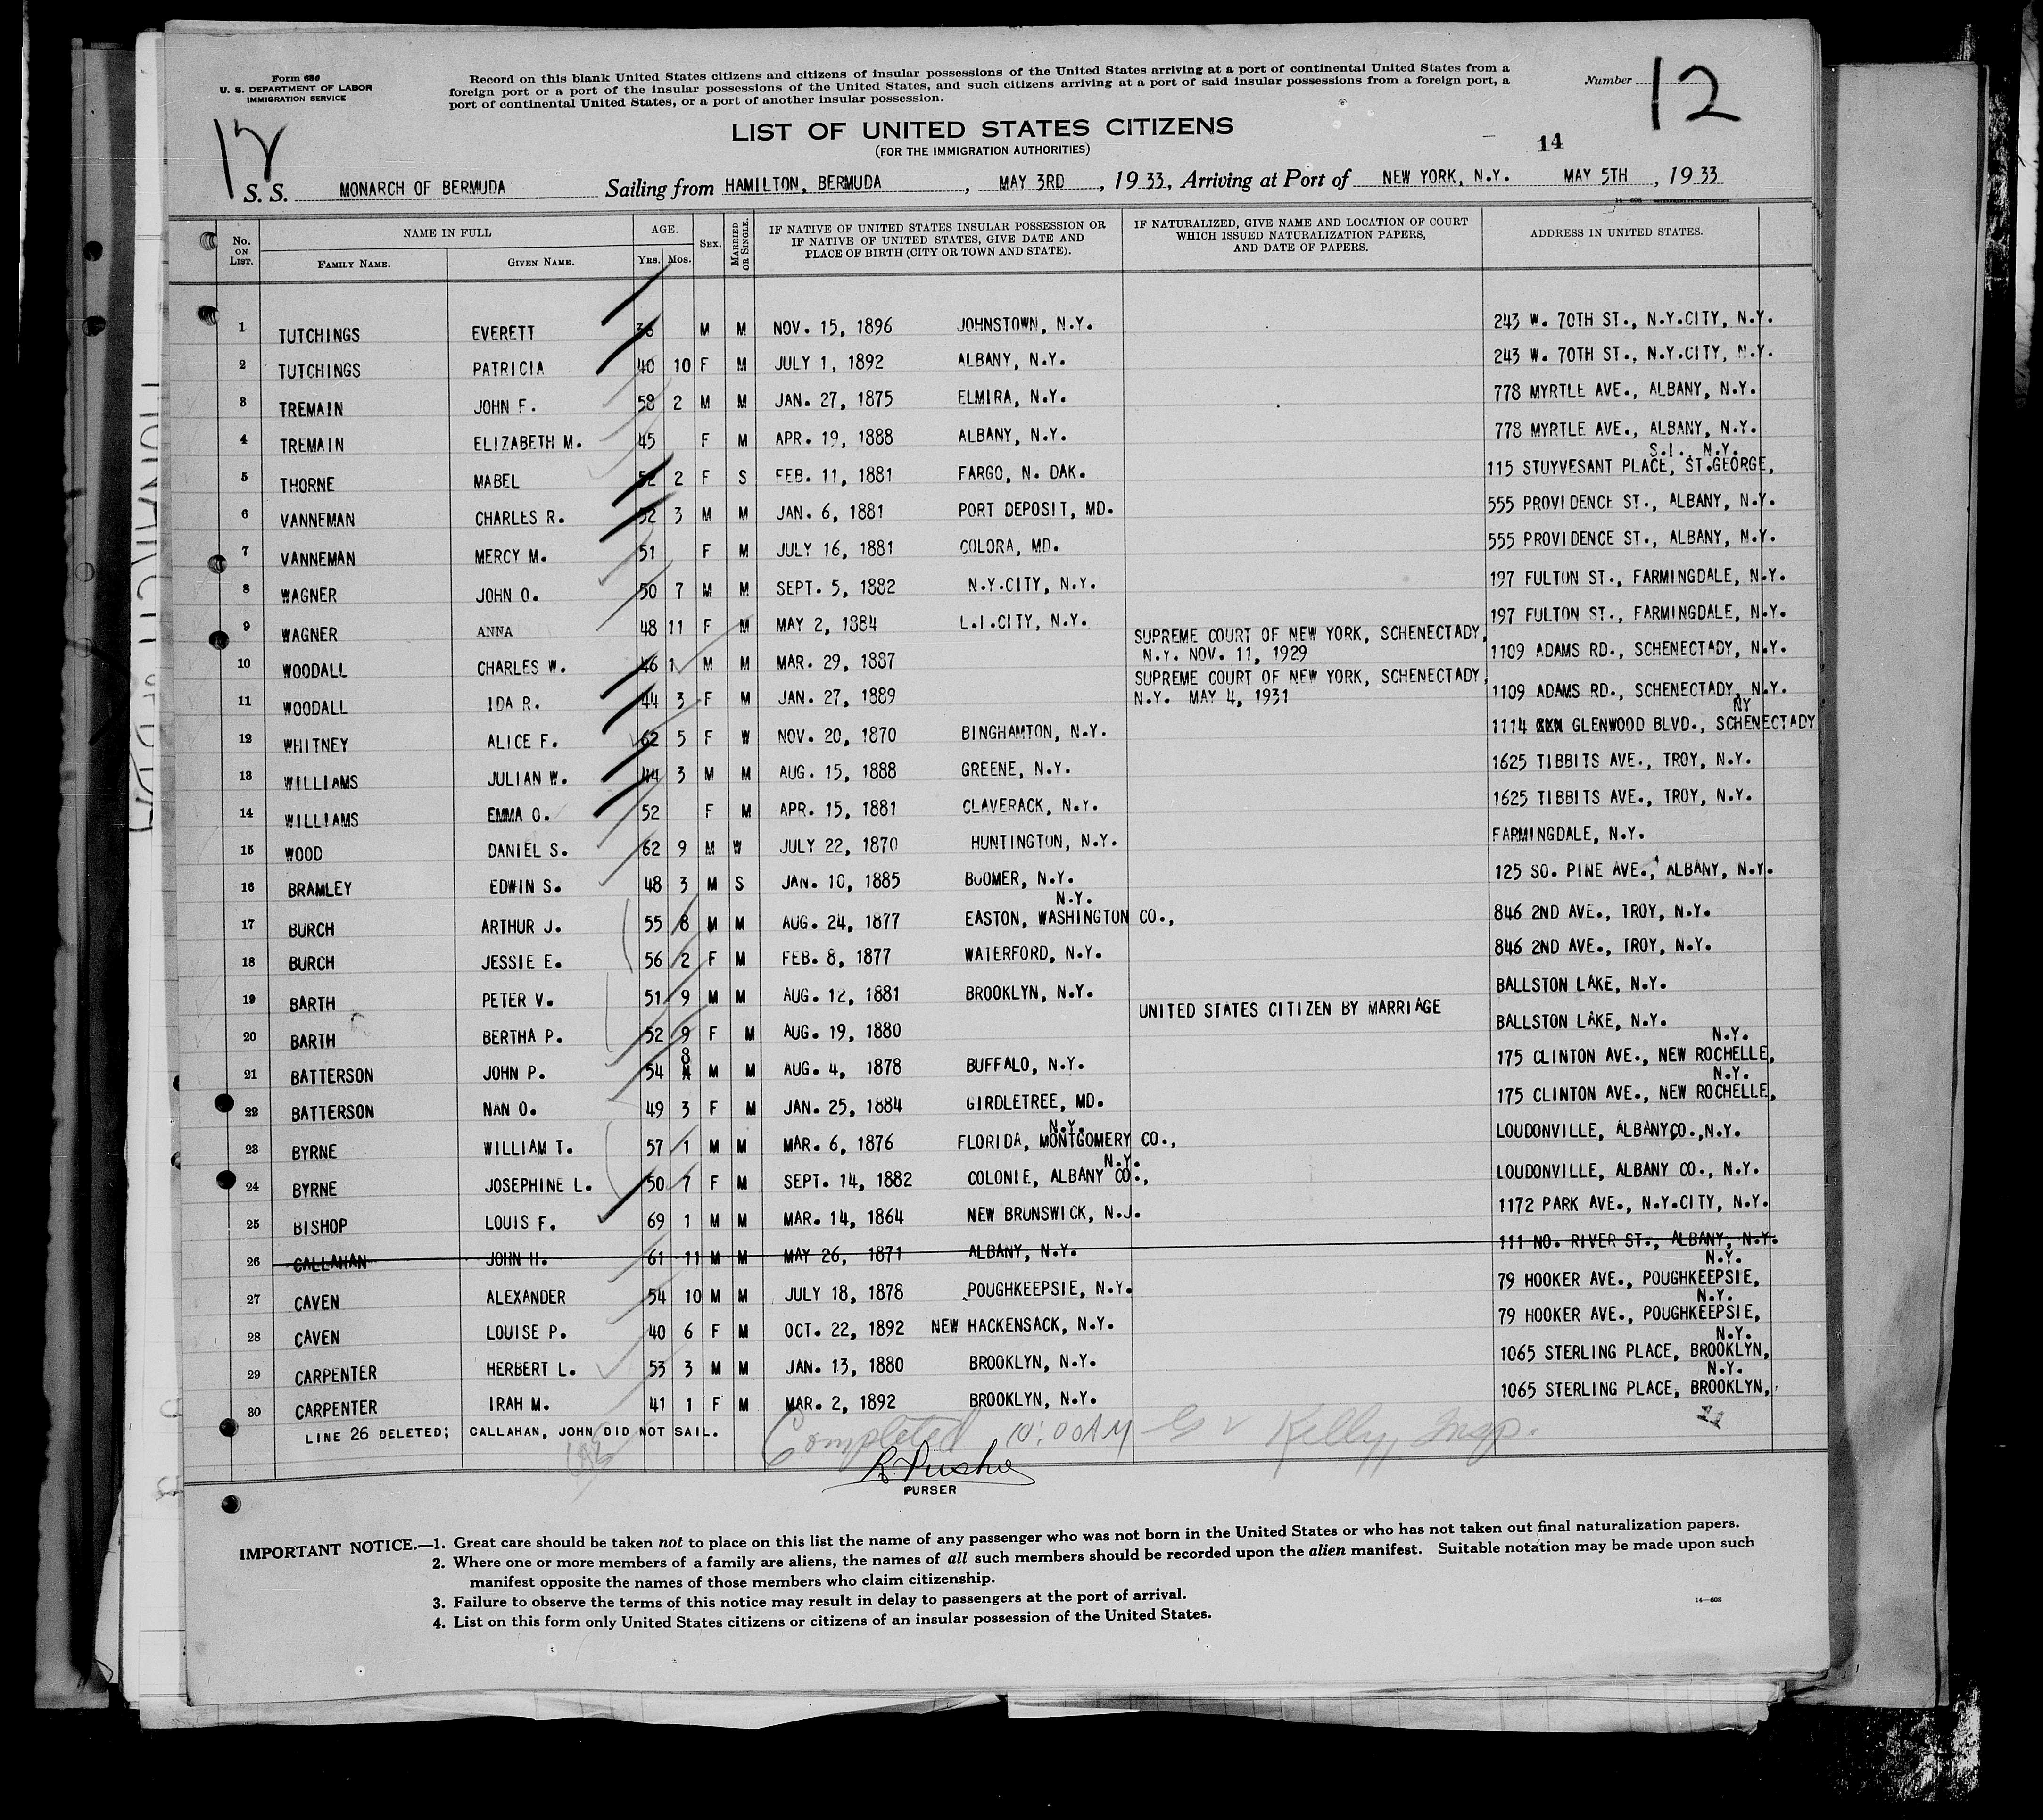 Form 630
U. S. DEPARTMENT OF LABOR
IMMIGRATION SERVICE
Record on this blank United States citizens and citizens of insular possessions of the United States arriving at a port of continental United States from a
foreign port or a port of the insular possessions of the United States, and such citizens arriving at a port of said insular possessions from a foreign port, a
port of continental United States, or a port of another insular possession.
Number 12
12
LIST OF UNITED STATES CITIZENS
(FOR THE IMMIGRATION AUTHORITIES)
14
S. S. MONARCH OF BERMUDA Sailing from HAMILTON, BERMUDA, MAY 3RD, 1933, Arriving at Port of NEW YORK, N.Y. MAY 5TH, 1933
No. ON LIST. NAME IN FULL FAMILY NAME. GIVEN NAME. AGE. YRS. MOS. SEX. MARRIED OR SINGLE. IF NATIVE OF UNITED STATES INSULAR POSSESSION OR IF NATIVE OF UNITED STATES, GIVE DATE AND PLACE OF BIRTH (CITY OR TOWN AND STATE). IF NATURALIZED, GIVE NAME AND LOCATION OF COURT WHICH ISSUED NATURALIZATION PAPERS, AND DATE OF PAPERS. ADDRESS IN UNITED STATES.
1 TUTCHINGS EVERETT 36 M M NOV. 15, 1896 JOHNSTOWN, N.Y. 243 W. 70TH ST., N.Y.CITY, N.Y.
2 TUTCHINGS PATRICIA 40 10 F M JULY 1, 1892 ALBANY, N.Y. 243 W. 70TH ST., N.Y.CITY, N.Y.
3 TREMAIN JOHN F. 58 2 M M JAN. 27, 1875 ELMIRA, N.Y. 778 MYRTLE AVE., ALBANY, N.Y.
4 TREMAIN ELIZABETH M. 45 F M APR. 19, 1888 ALBANY, N.Y. 778 MYRTLE AVE., ALBANY, N.Y.
5 THORNE MABEL 52 2 F S FEB. 11, 1881 FARGO, N. DAK. 115 STUYVESANT PLACE, ST.GEORGE, S.I., N.Y.
6 VANNEMAN CHARLES R. 52 3 M M JAN. 6, 1881 PORT DEPOSIT, MD. 555 PROVIDENCE ST., ALBANY, N.Y.
7 VANNEMAN MERCY M. 51 F M JULY 16, 1881 COLORA, MD. 555 PROVIDENCE ST., ALBANY, N.Y.
8 WAGNER JOHN O. 50 7 M M SEPT. 5, 1882 N.Y.CITY, N.Y. 197 FULTON ST., FARMINGDALE, N.Y.
9 WAGNER ANNA 48 11 F M MAY 2, 1884 L.I.CITY, N.Y. 197 FULTON ST., FARMINGDALE, N.Y.
10 WOODALL CHARLES W. 46 1 M M MAR. 29, 1887 SUPREME COURT OF NEW YORK, SCHENECTADY, N.Y. NOV. 11, 1929 1109 ADAMS RD., SCHENECTADY, N.Y.
11 WOODALL IDA R. 44 3 F M JAN. 27, 1889 SUPREME COURT OF NEW YORK, SCHENECTADY, N.Y. MAY 4, 1931 1109 ADAMS RD., SCHENECTADY, N.Y.
12 WHITNEY ALICE F. 62 5 F W NOV. 20, 1870 BINGHAMTON, N.Y. 1114 GLENWOOD BLVD., SCHENECTADY NY
13 WILLIAMS JULIAN W. 44 3 M M AUG. 15, 1888 GREENE, N.Y. 1625 TIBBITS AVE., TROY, N.Y.
14 WILLIAMS EMMA O. 52 F M APR. 15, 1881 CLAVERACK, N.Y. 1625 TIBBITS AVE., TROY, N.Y.
15 WOOD DANIEL S. 62 9 M W JULY 22, 1870 HUNTINGTON, N.Y. FARMINGDALE, N.Y.
16 BRAMLEY EDWIN S. 48 3 M S JAN. 10, 1885 BOOMER, N.Y. 125 SO. PINE AVE., ALBANY, N.Y.
17 BURCH ARTHUR J. 55 8 M M AUG. 24, 1877 EASTON, WASHINGTON CO., N.Y. 846 2ND AVE., TROY, N.Y.
18 BURCH JESSIE E. 56 2 F M FEB. 8, 1877 WATERFORD, N.Y. 846 2ND AVE., TROY, N.Y.
19 BARTH PETER V. 51 9 M M AUG. 12, 1881 BROOKLYN, N.Y. BALLSTON LAKE, N.Y.
20 BARTH BERTHA P. 52 9 F M AUG. 19, 1880 UNITED STATES CITIZEN BY MARRIAGE BALLSTON LAKE, N.Y.
21 BATTERSON JOHN P. 54 8 M M AUG. 4, 1878 BUFFALO, N.Y. 175 CLINTON AVE., NEW ROCHELLE, N.Y.
22 BATTERSON NAN O. 49 3 F M JAN. 25, 1884 GIRDLETREE, MD. 175 CLINTON AVE., NEW ROCHELLE, N.Y.
23 BYRNE WILLIAM T. 57 1 M M MAR. 6, 1876 FLORIDA, MONTGOMERY CO., N.Y. LOUDONVILLE, ALBANY CO., N.Y.
24 BYRNE JOSEPHINE L. 50 7 F M SEPT. 14, 1882 COLONIE, ALBANY CO., N.Y. LOUDONVILLE, ALBANY CO., N.Y.
25 BISHOP LOUIS F. 69 1 M M MAR. 14, 1864 NEW BRUNSWICK, N.J. 1172 PARK AVE., N.Y.CITY, N.Y.
26 CALLAHAN JOHN H. 61 11 M M MAY 26, 1871 ALBANY, N.Y. 111 NO. RIVER ST., ALBANY, N.Y.
27 CAVEN ALEXANDER 54 10 M M JULY 18, 1878 POUGHKEEPSIE, N.Y. 79 HOOKER AVE., POUGHKEEPSIE, N.Y.
28 CAVEN LOUISE P. 40 6 F M OCT. 22, 1892 NEW HACKENSACK, N.Y. 79 HOOKER AVE., POUGHKEEPSIE, N.Y.
29 CARPENTER HERBERT L. 53 3 M M JAN. 13, 1880 BROOKLYN, N.Y. 1065 STERLING PLACE, BROOKLYN, N.Y.
30 CARPENTER IRAH M. 41 1 F M MAR. 2, 1892 BROOKLYN, N.Y. 1065 STERLING PLACE, BROOKLYN, N.Y.
LINE 26 DELETED; CALLAHAN, JOHN DID NOT SAIL.
Completed 10:00AM Kelly, Insp.
PURSER
IMPORTANT NOTICE.—1. Great care should be taken not to place on this list the name of any passenger who was not born in the United States or who has not taken out final naturalization papers.
2. Where one or more members of a family are aliens, the names of all such members should be recorded upon the alien manifest. Suitable notation may be made upon such
manifest opposite the names of those members who claim citizenship.
3. Failure to observe the terms of this notice may result in delay to passengers at the port of arrival.
4. List on this form only United States citizens or citizens of an insular possession of the United States.
14—608